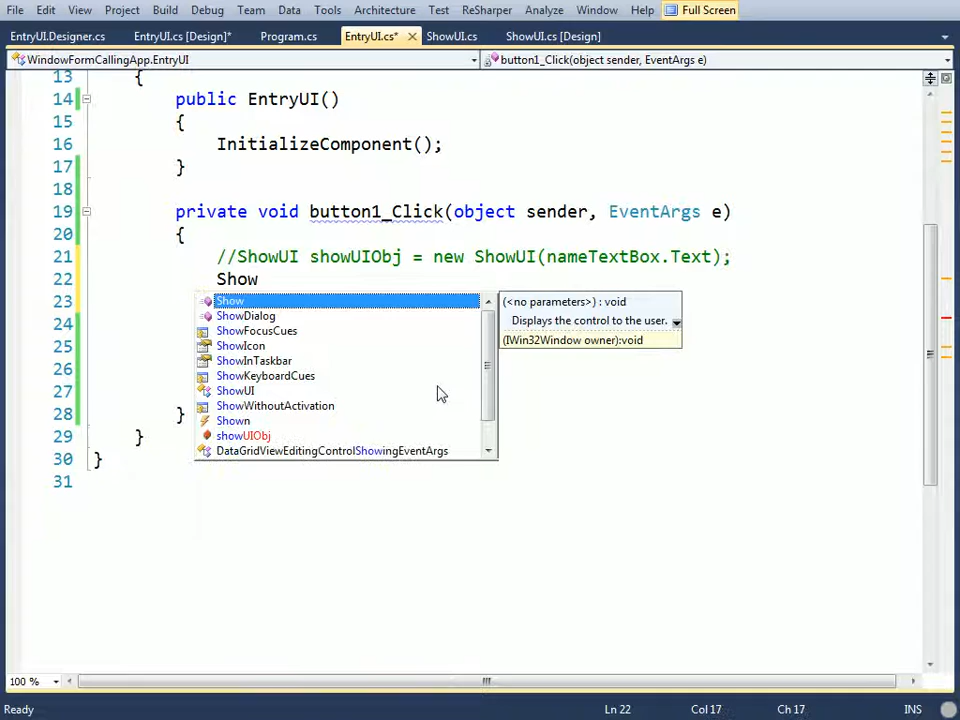 File Edit View Project Build Debug Team Data Tools Architecture Test ReSharper Analyze Window Help Full Screen
EntryUI.Designer.cs EntryUI.cs [Design]* Program.cs EntryUI.cs* ShowUI.cs ShowUI.cs [Design]
WindowFormCallingApp.EntryUI button1_Click(object sender, EventArgs e)
13 {
14 public EntryUI()
15 {
16 InitializeComponent();
17 }
18
19 private void button1_Click(object sender, EventArgs e)
20 {
21 //ShowUI showUIObj = new ShowUI(nameTextBox.Text);
22 Show
23 Show (<no parameters>) : void
ShowDialog Displays the control to the user.
24 ShowFocusCues (IWin32Window owner):void
25 ShowIcon
ShowInTaskbar
26 ShowKeyboardCues
27 ShowUI
ShowWithoutActivation
28 Shown }
29 } showUIObj
DataGridViewEditingControlShowingEventArgs
30 }
31
100 %
Ready Ln 22 Col 17 Ch 17 INS